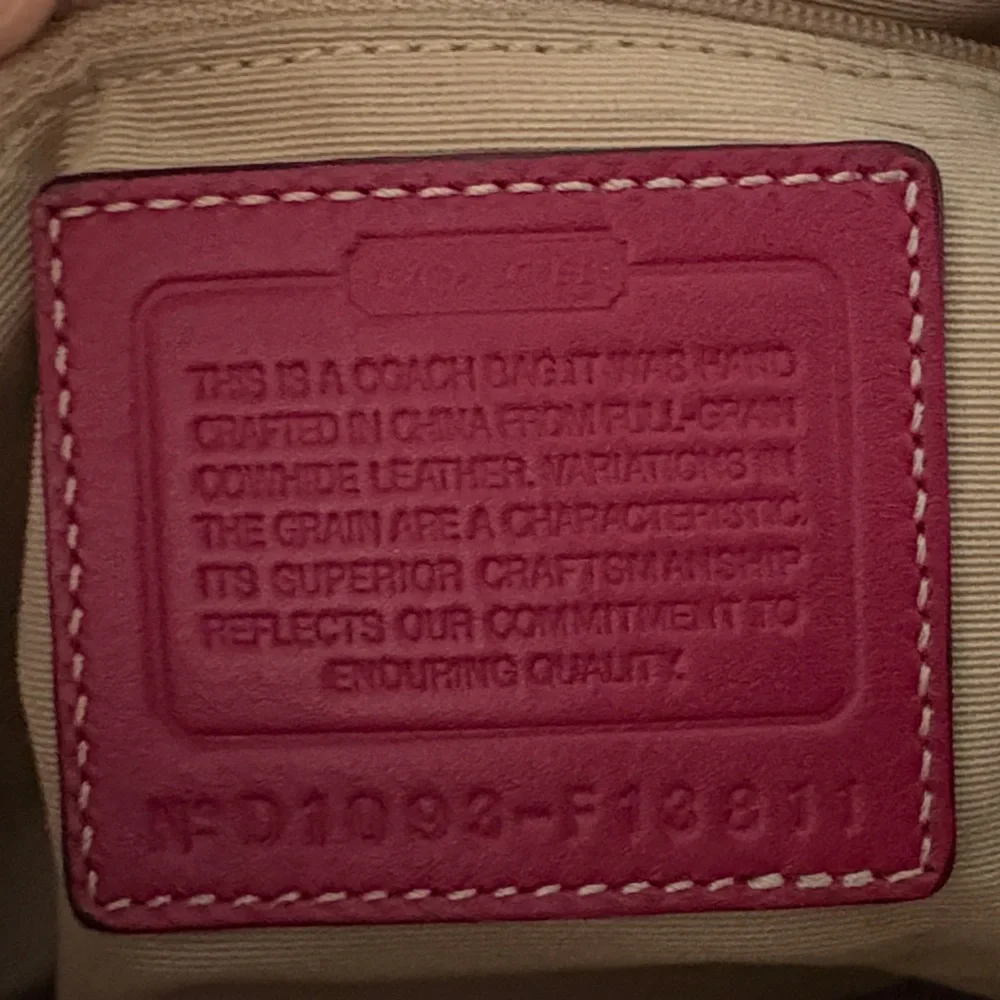 THIS IS A COACH BAG. IT WAS HAND
CRAFTED IN CHINA FROM FULL-GRAIN
COWHIDE LEATHER. VARIATIONS IN
THE GRAIN ARE A CHARACTERISTIC.
ITS SUPERIOR CRAFTSMANSHIP
REFLECTS OUR COMMITMENT TO
ENDURING QUALITY.
Nº D1093-F13811